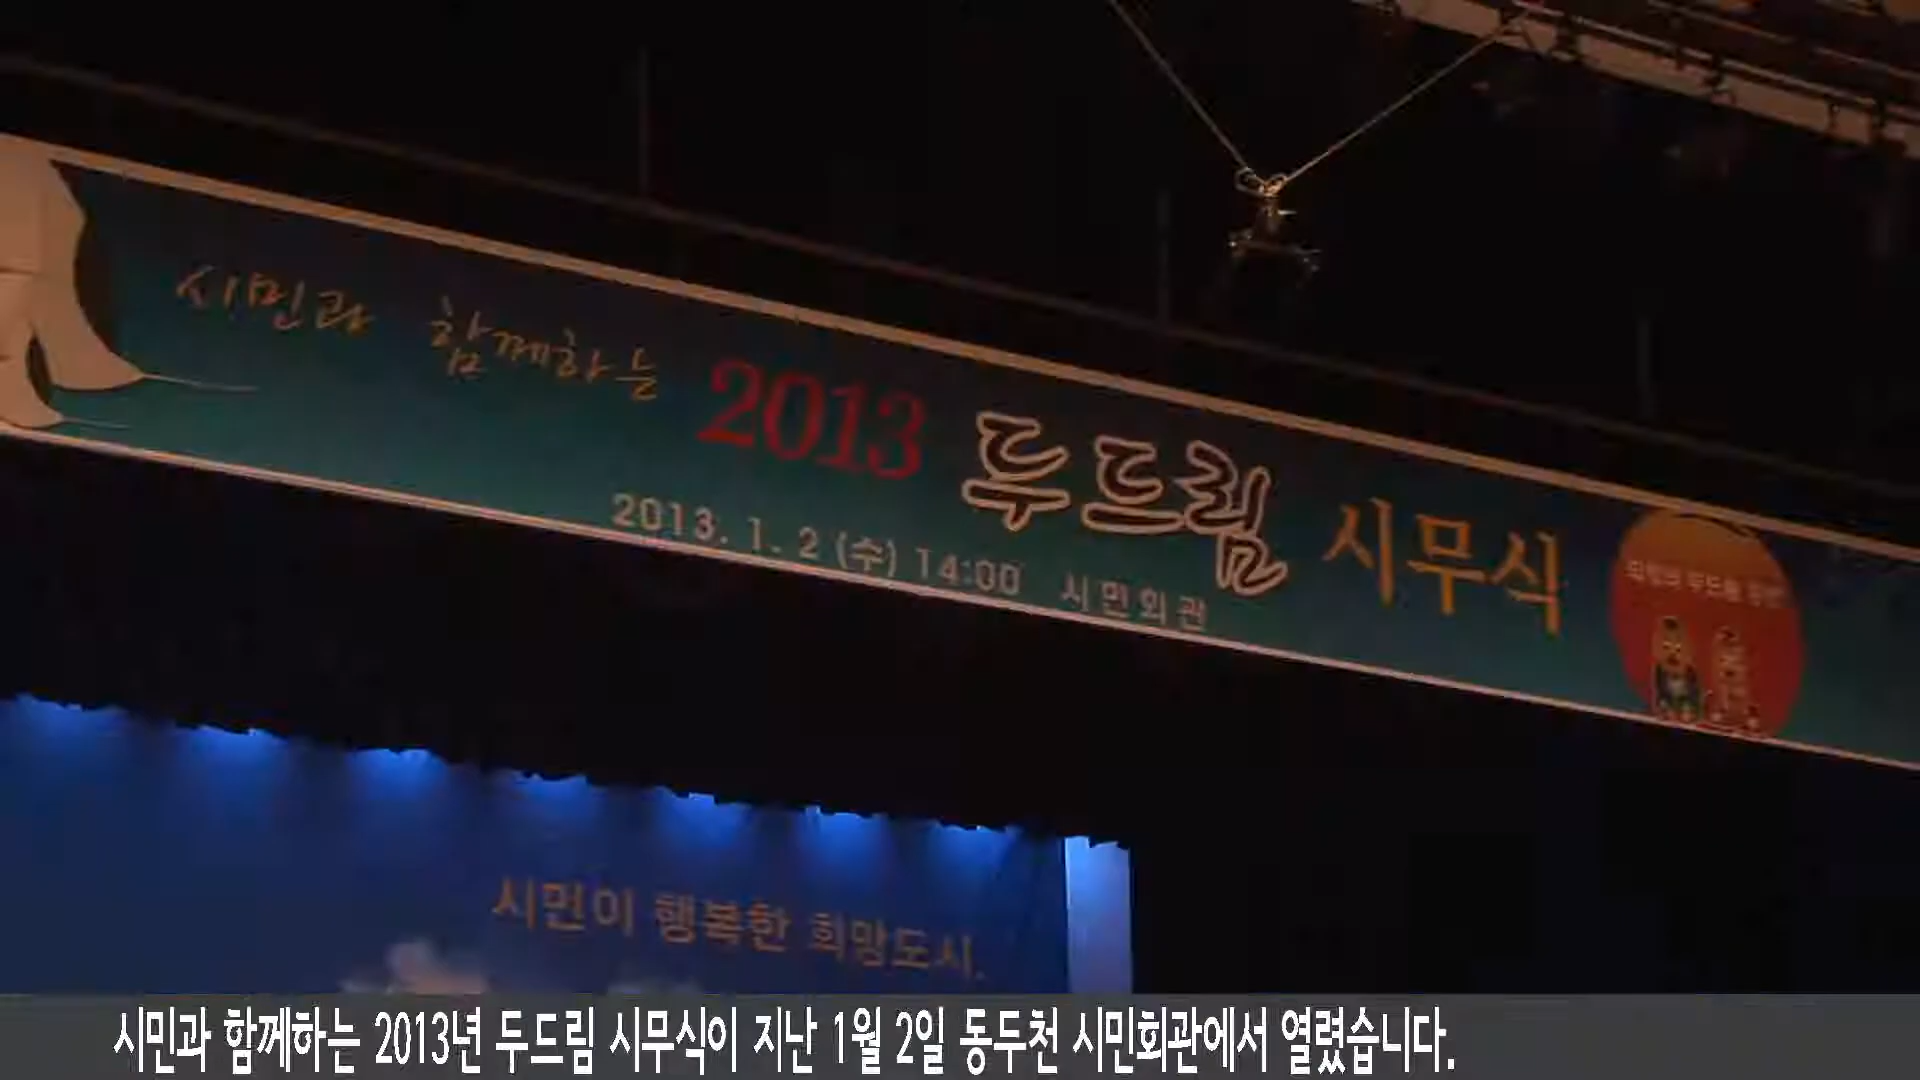 시민과 함께하는 2013 두드림 시무식
2013. 1. 2 (수) 14:00 시민회관
시민이 행복한 희망도시.
시민과 함께하는 2013년 두드림 시무식이 지난 1월 2일 동두천 시민회관에서 열렸습니다.